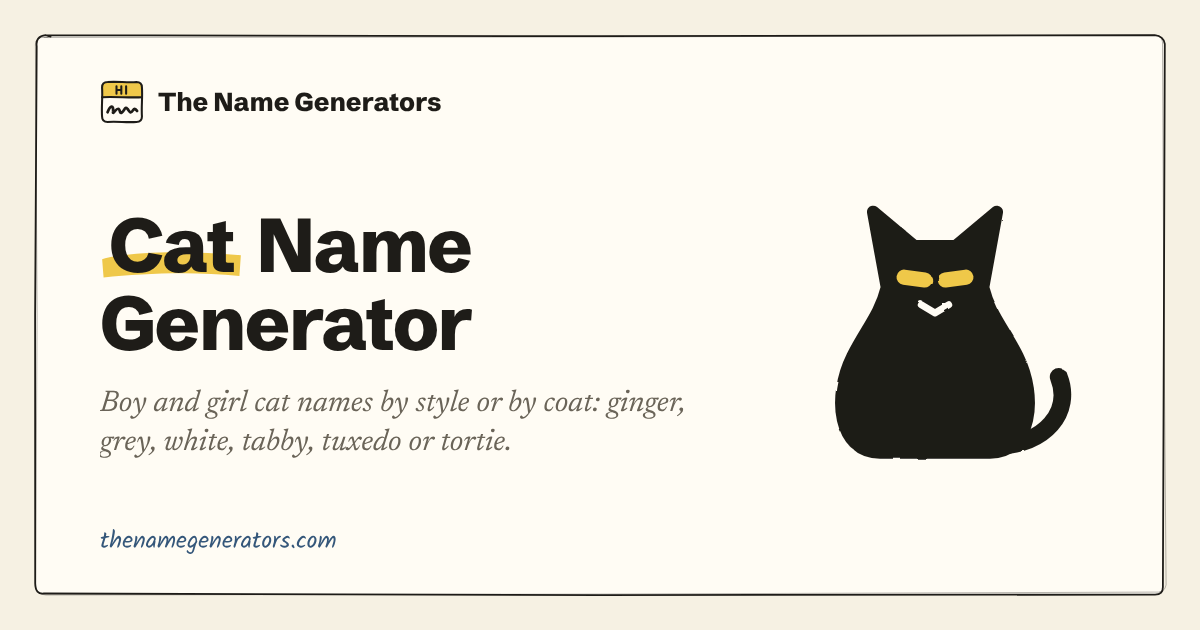 HI
The Name Generators
Cat Name
Generator
Boy and girl cat names by style or by coat: ginger,
grey, white, tabby, tuxedo or tortie.
thenamegenerators.com